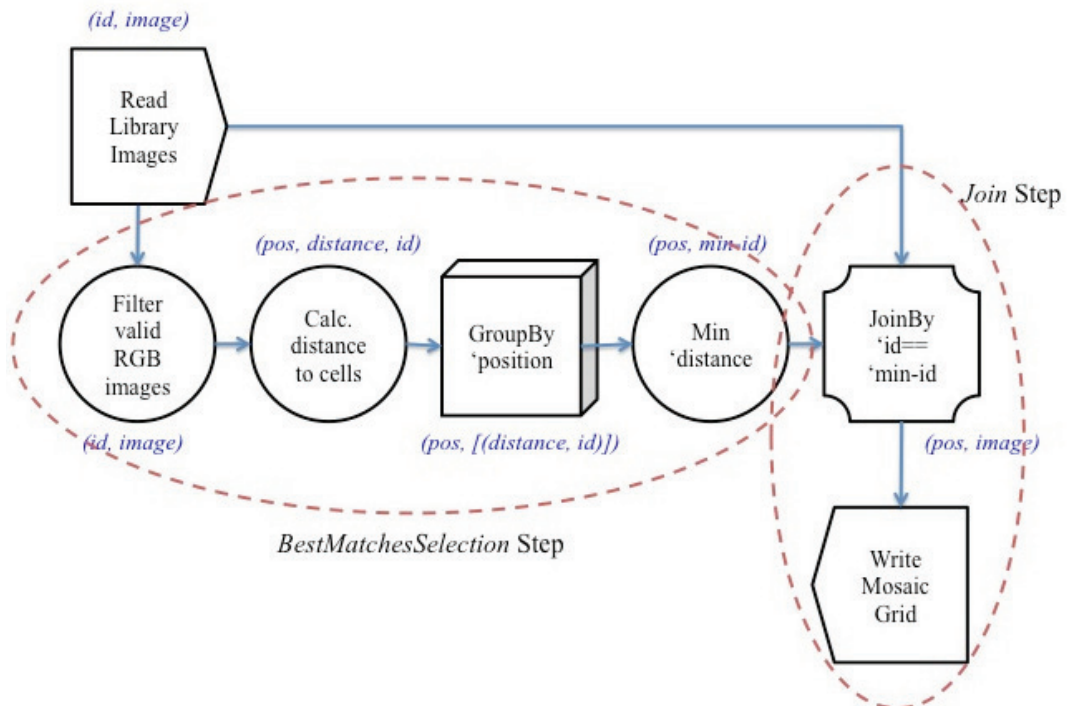 (id, image)
Read
Library
Images
Join Step
(pos, distance, id)
(pos, min-id)
Filter
valid
RGB
images
Calc.
distance
to cells
GroupBy
‘position
Min
‘distance
JoinBy
‘id==
‘min-id
(id, image)
(pos, [(distance, id)])
(pos, image)
BestMatchesSelection Step
Write
Mosaic
Grid